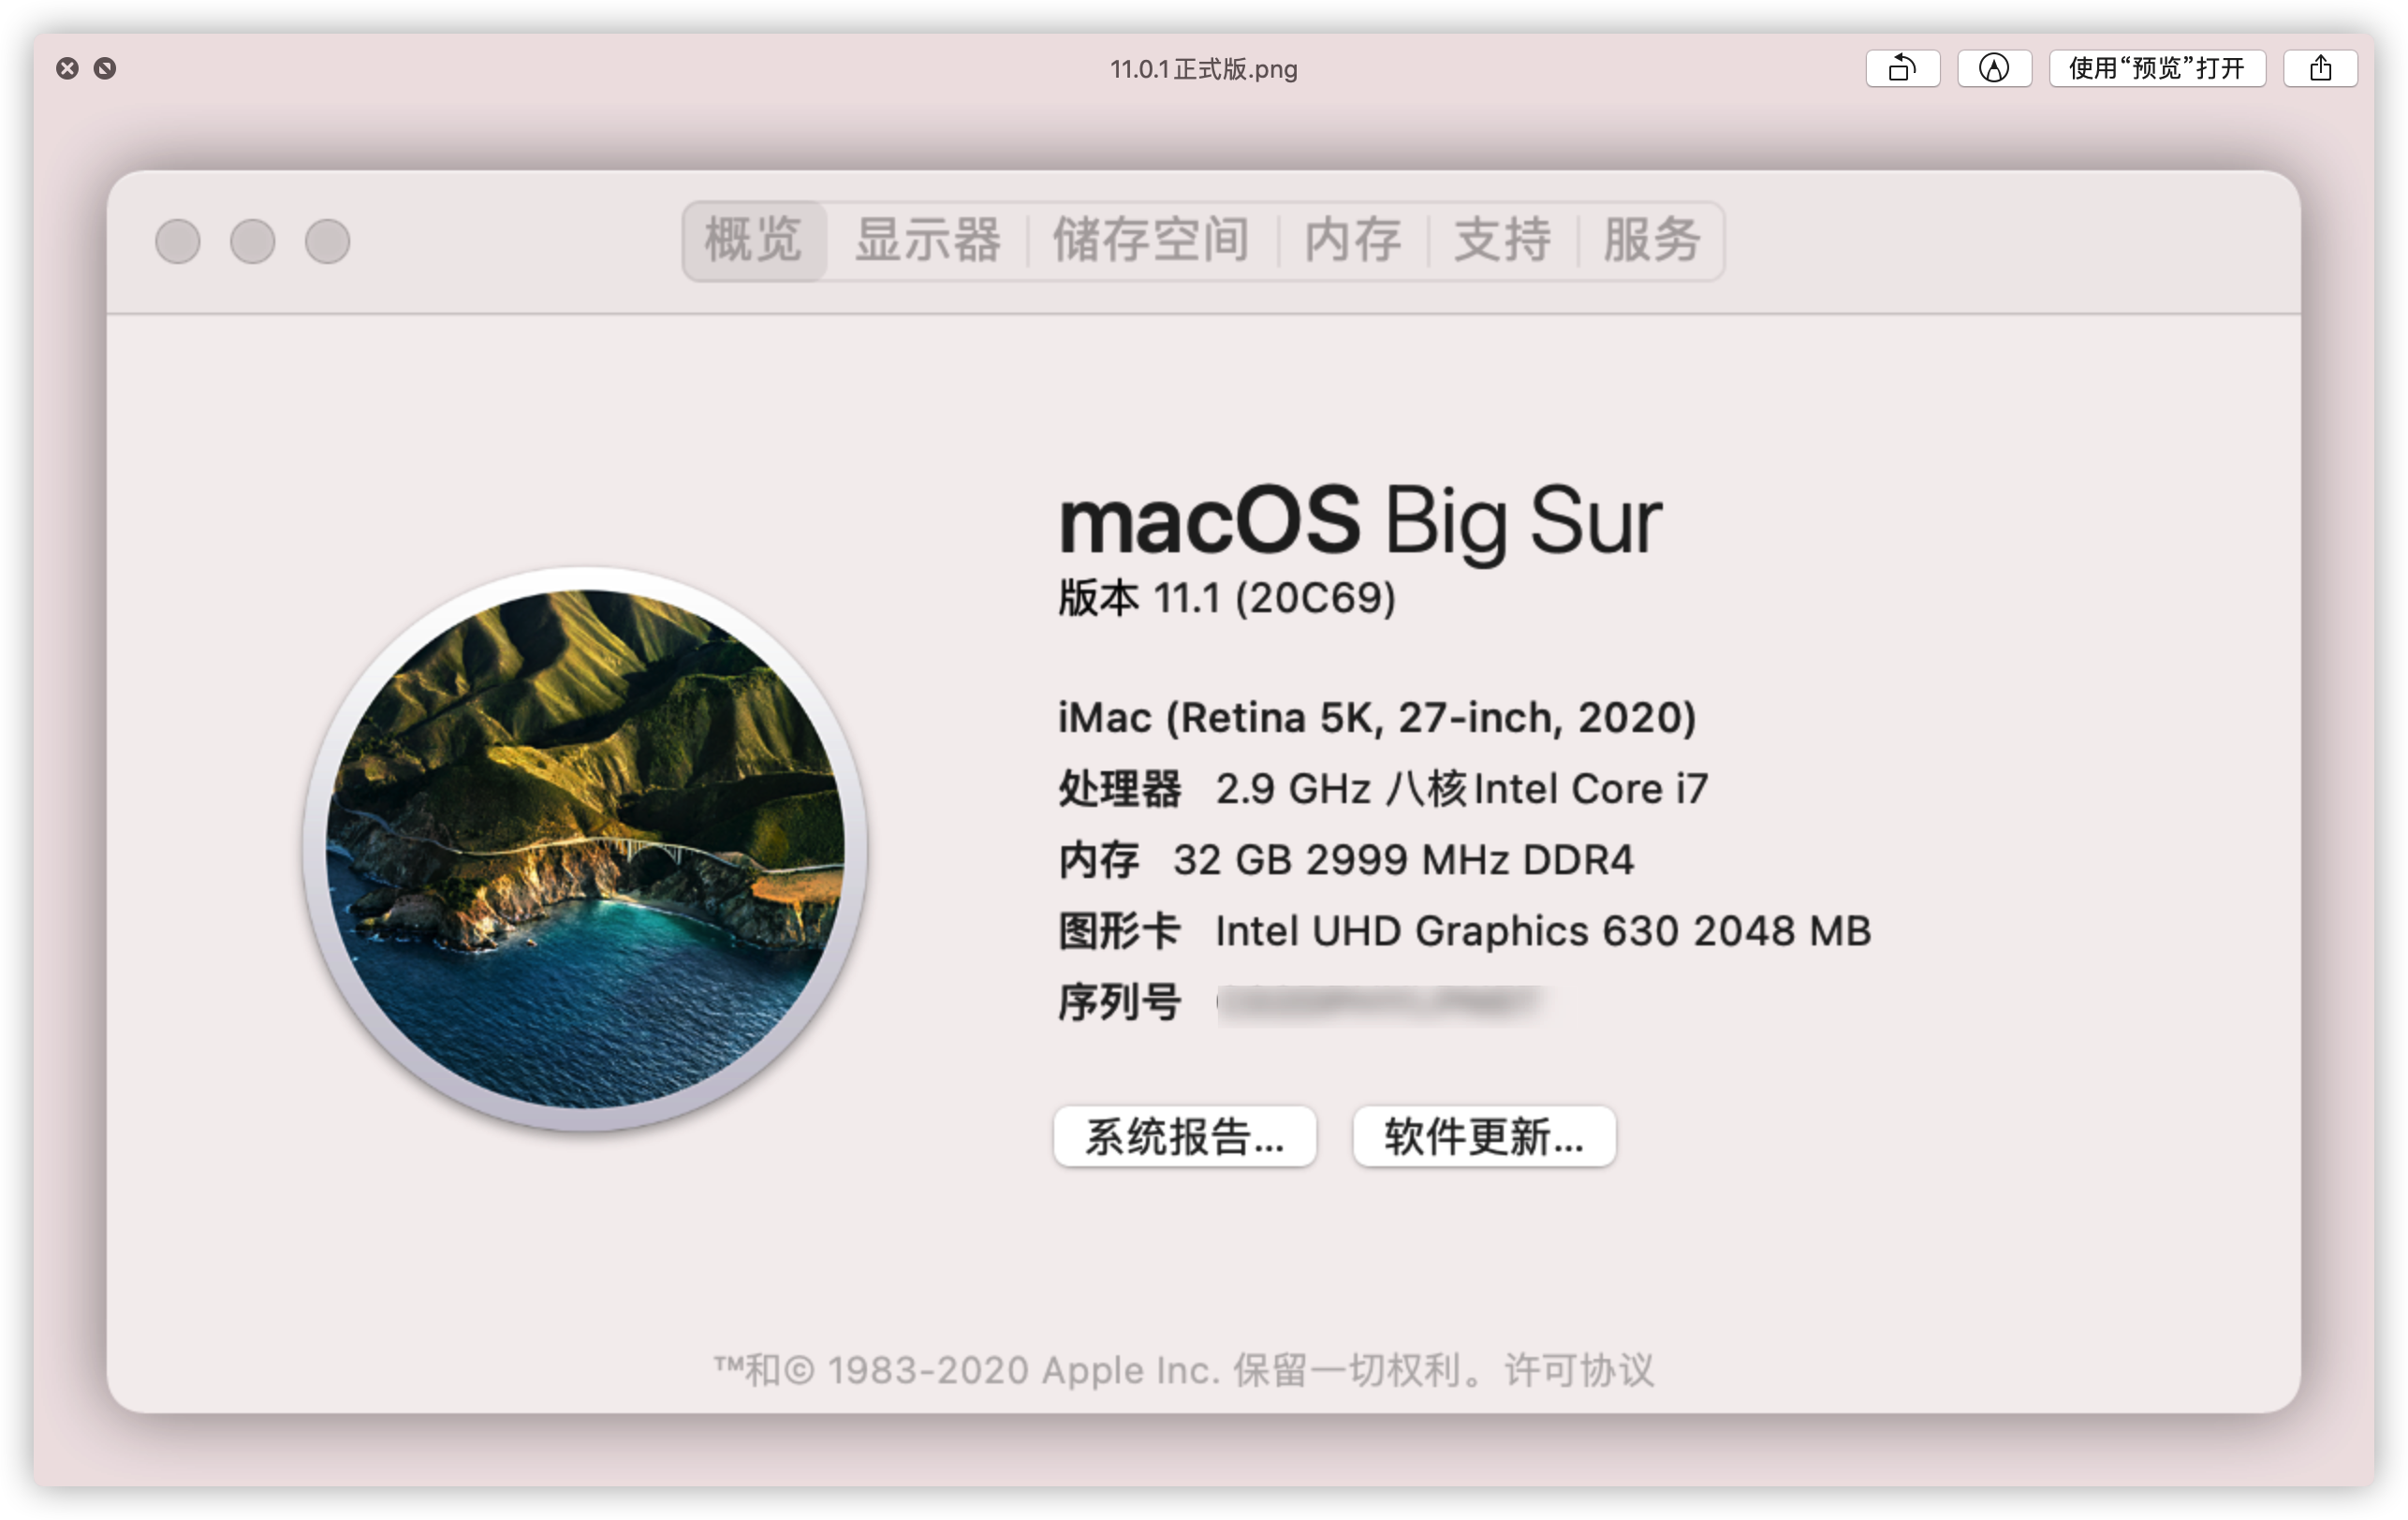 11.0.1正式版.png
使用“预览”打开
概览 显示器 储存空间 内存 支持 服务
macOS Big Sur
版本 11.1 (20C69)
iMac (Retina 5K, 27-inch, 2020)
处理器 2.9 GHz 八核Intel Core i7
内存 32 GB 2999 MHz DDR4
图形卡 Intel UHD Graphics 630 2048 MB
序列号
系统报告... 软件更新...
™和© 1983-2020 Apple Inc. 保留一切权利。许可协议